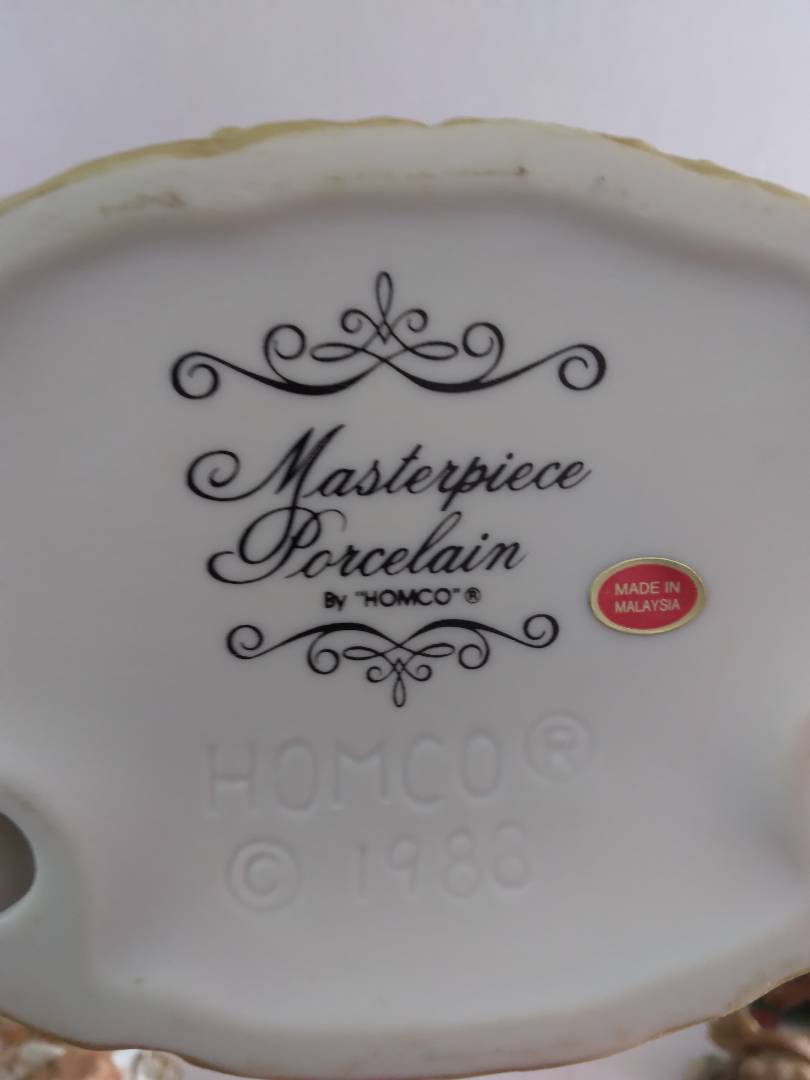 Masterpiece
Porcelain
By "HOMCO"®
MADE IN
MALAYSIA
HOMCO®
© 1988